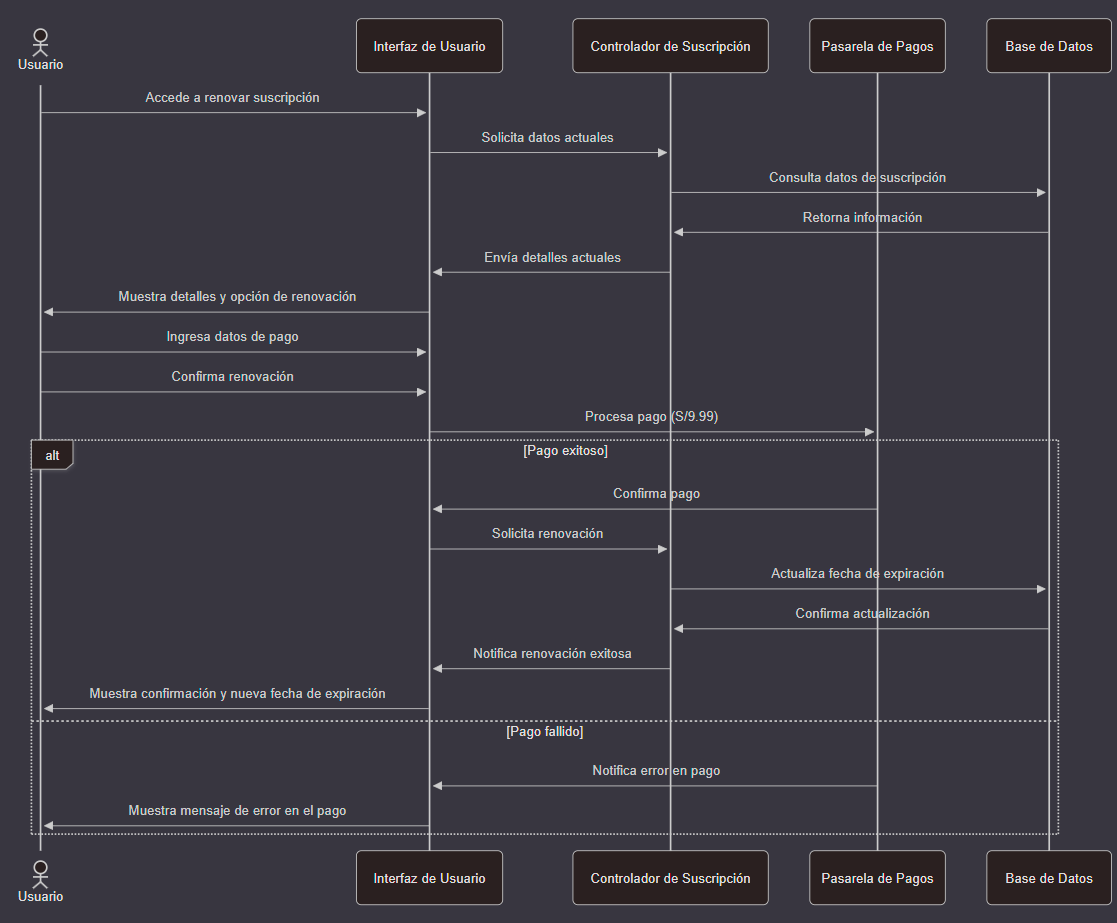 Usuario
Interfaz de Usuario
Controlador de Suscripción
Pasarela de Pagos
Base de Datos
Accede a renovar suscripción
Solicita datos actuales
Consulta datos de suscripción
Retorna información
Envía detalles actuales
Muestra detalles y opción de renovación
Ingresa datos de pago
Confirma renovación
Procesa pago (S/9.99)
alt
[Pago exitoso]
Confirma pago
Solicita renovación
Actualiza fecha de expiración
Confirma actualización
Notifica renovación exitosa
Muestra confirmación y nueva fecha de expiración
[Pago fallido]
Notifica error en pago
Muestra mensaje de error en el pago
Usuario
Interfaz de Usuario
Controlador de Suscripción
Pasarela de Pagos
Base de Datos